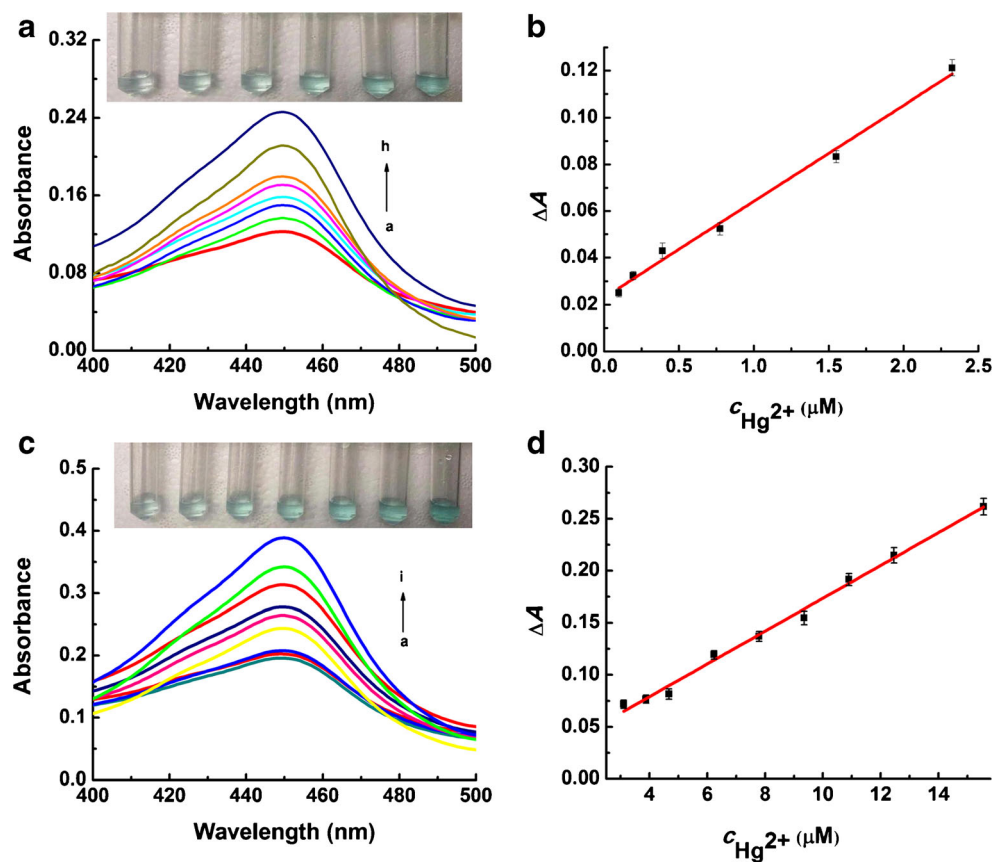 a
0.32
0.24
0.16
0.08
0.00
Absorbance
h
a
400 420 440 460 480 500
Wavelength (nm)
b
0.12
0.10
0.08
0.06
0.04
0.02
0.00
ΔA
0.0 0.5 1.0 1.5 2.0 2.5
cHg2+ (μM)
c
0.5
0.4
0.3
0.2
0.1
0.0
Absorbance
i
a
400 420 440 460 480 500
Wavelength (nm)
d
0.30
0.25
0.20
0.15
0.10
0.05
0.00
ΔA
4 6 8 10 12 14
cHg2+ (μM)